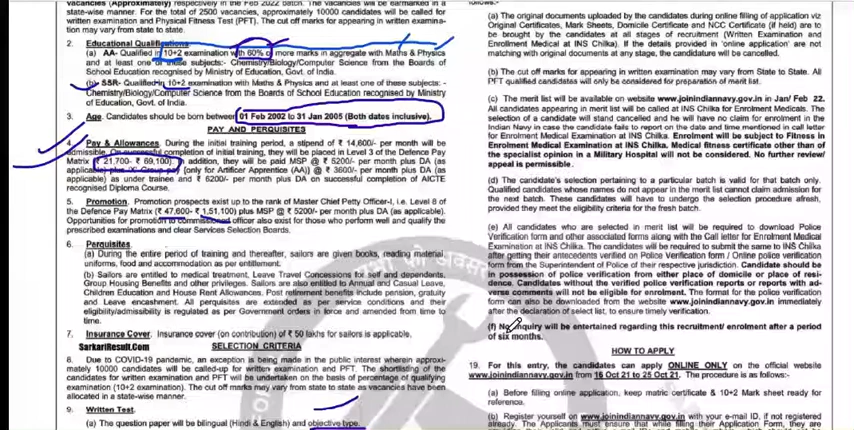 vacancies (Approximately) respectively in the Feb 2022 batch. The vacancies will be earmarked in a
state-wise manner. For the total of 2500 vacancies, approximately 10000 candidates will be called for
written examination and Physical Fitness Test (PFT). The cut off marks for appearing in written examina-
tion may vary from state to state.
2. Educational Qualifications
(a) AA- Qualified in 10+2 examination with 60% or more marks in aggregate with Maths & Physics
and at least one of these subjects:- Chemistry/Biology/Computer Science from the Boards of
School Education recognised by Ministry of Education, Govt. of India.
(b) SSR- Qualified in 10+2 examination with Maths & Physics and at least one of these subjects: -
Chemistry/Biology/Computer Science from the Boards of School Education recognised by Ministry
of Education, Govt. of India.
3. Age. Candidates should be born between 01 Feb 2002 to 31 Jan 2005 (Both dates inclusive).
PAY AND PERQUISITES
4. Pay & Allowances. During the initial training period, a stipend of ₹ 14,600/- per month will be
admissible. On successful completion of initial training, they will be placed in Level 3 of the Defence Pay
Matrix (₹ 21,700- ₹ 69,100). In addition, they will be paid MSP @ ₹ 5200/- per month plus DA (as
applicable) plus 'X' Group pay [only for Artificer Apprentice (AA)] @ ₹ 3600/- per month plus DA (as
applicable) as under trainee and ₹ 6200/- per month plus DA on successful completion of AICTE
recognised Diploma Course.
5. Promotion. Promotion prospects exist up to the rank of Master Chief Petty Officer-I, i.e. Level 8 of
the Defence Pay Matrix (₹ 47,600- ₹ 1,51,100) plus MSP @ ₹ 5200/- per month plus DA (as applicable).
Opportunities for promotion to commissioned officer also exist for those who perform well and qualify the
prescribed examinations and clear Services Selection Boards.
6. Perquisites.
(a) During the entire period of training and thereafter, sailors are given books, reading material
uniforms, food and accommodation as per entitlement.
(b) Sailors are entitled to medical treatment, Leave Travel Concessions for self and dependents,
Group Housing Benefits and other privileges. Sailors are also entitled to Annual and Casual Leave,
Children Education and House Rent Allowances. Post retirement benefits include pension, gratuity
and Leave encashment. All perquisites are extended as per service conditions and their
eligibility/admissibility is regulated as per Government orders in force and amended from time to
time.
7. Insurance Cover. Insurance cover (on contribution) of ₹ 50 lakhs for sailors is applicable.
SarkariResult.Com SELECTION CRITERIA
8. Due to COVID-19 pandemic, an exception is being made in the public interest wherein approxi-
mately 10000 candidates will be called-up for written examination and PFT. The shortlisting of the
candidates for written examination and PFT will be undertaken on the basis of percentage of qualifying
examination (10+2 examination). The cut off marks may vary from state to state as vacancies have been
allocated in a state-wise manner.
9. Written Test.
(a) The question paper will be bilingual (Hindi & English) and objective type.
(a) The original documents uploaded by the candidates during online filling of application viz
Original Certificates, Mark Sheets, Domicile Certificate and NCC Certificate (if held) are to
be brought by the candidates at all stages of recruitment (Written Examination and
Enrollment Medical at INS Chilka). If the details provided in 'online application' are not
matching with original documents at any stage, the candidature will be cancelled.
(b) The cut off marks for appearing in written examination may vary from State to State. All
PFT qualified candidates will only be considered for preparation of merit list.
(c) The merit list will be available on website www.joinindiannavy.gov.in in Jan/ Feb 22.
All candidates appearing in merit list will be called at INS Chilka for Enrolment Medicals. The
selection of a candidate will stand cancelled and he will have no claim for enrolment in the
Indian Navy in case the candidate fails to report on the date and time mentioned in call letter
for Enrolment Medical Examination at INS Chilka. Enrolment will be subject to Fitness in
Enrolment Medical Examination at INS Chilka. Medical fitness certificate other than of
the specialist opinion in a Military Hospital will not be considered. No further review/
appeal is permissible.
(d) The candidate's selection pertaining to a particular batch is valid for that batch only.
Qualified candidates whose names do not appear in the merit list cannot claim admission for
the next batch. These candidates will have to undergo the selection procedure afresh,
provided they meet the eligibility criteria for the fresh batch.
(e) All candidates who are selected in merit list will be required to download Police
Verification form and other associated forms along with the Call letter for Enrolment Medical
Examination at INS Chilka. The candidates will be required to submit the same to INS Chilka
after getting their antecedents verified on Police Verification form / Online police verification
form from the Superintendent of Police of their respective jurisdiction. Candidate should be
in possession of police verification from either place of domicile or place of resi-
dence. Candidates without the verified police verification reports or reports with ad-
verse comments will not be eligible for enrolment. The format for the police verification
form can also be downloaded from the website www.joinindiannavy.gov.in immediately
after the declaration of select list, to ensure timely verification.
(f) No inquiry will be entertained regarding this recruitment/ enrolment after a period
of six months.
HOW TO APPLY
19. For this entry, the candidates can apply ONLINE ONLY on the official website
www.joinindiannavy.gov.in from 16 Oct 21 to 25 Oct 21. The procedure is as follows:-
(a) Before filling online application, keep matric certificate & 10+2 Mark sheet ready for
reference.
(b) Register yourself on www.joinindiannavy.gov.in with your e-mail ID, if not registered
already. The Applicants must ensure that while filling their Application Form, they are